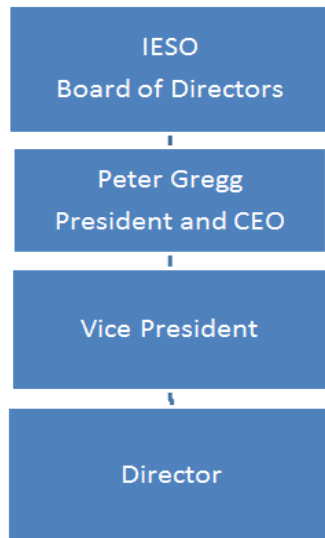 IESO
Board of Directors
Peter Gregg
President and CEO
Vice President
Director